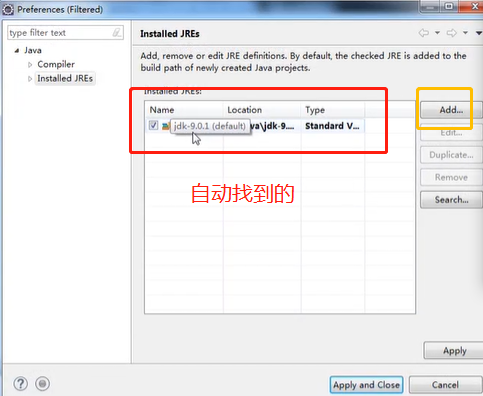 Preferences (Filtered)
type filter text
Java
Compiler
Installed JREs
Installed JREs
Add, remove or edit JRE definitions. By default, the checked JRE is added to the
build path of newly created Java projects.
Installed JREs:
Name Location Type
jdk-9.0.1 (default) va\jdk-9.... Standard V...
自动找到的
Add...
Edit...
Duplicate...
Remove
Search...
Apply
Apply and Close Cancel